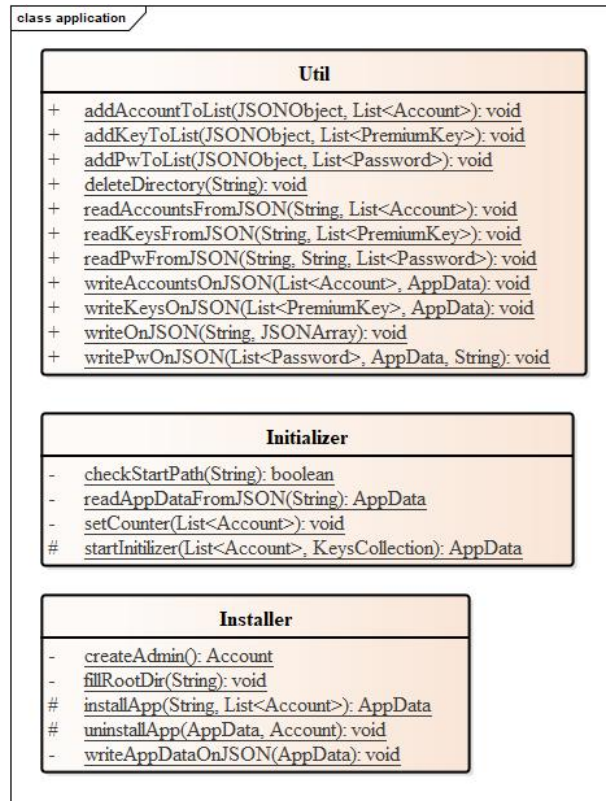 class application
Util
+ addAccountToList(JSONObject, List<Account>): void
+ addKeyToList(JSONObject, List<PremiumKey>): void
+ addPwToList(JSONObject, List<Password>): void
+ deleteDirectory(String): void
+ readAccountsFromJSON(String, List<Account>): void
+ readKeysFromJSON(String, List<PremiumKey>): void
+ readPwFromJSON(String, String, List<Password>): void
+ writeAccountsOnJSON(List<Account>, AppData): void
+ writeKeysOnJSON(List<PremiumKey>, AppData): void
+ writeOnJSON(String, JSONArray): void
+ writePwOnJSON(List<Password>, AppData, String): void
Initializer
- checkStartPath(String): boolean
- readAppDataFromJSON(String): AppData
- setCounter(List<Account>): void
# startInitilizer(List<Account>, KeysCollection): AppData
Installer
- createAdmin(): Account
- fillRootDir(String): void
# installApp(String, List<Account>): AppData
# uninstallApp(AppData, Account): void
- writeAppDataOnJSON(AppData): void